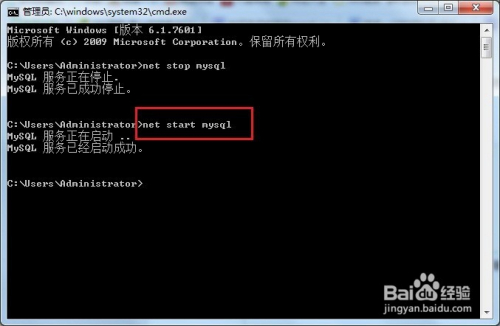 管理员: C:\windows\system32\cmd.exe
Microsoft Windows [版本 6.1.7601]
版权所有 (c) 2009 Microsoft Corporation。保留所有权利。
C:\Users\Administrator>net stop mysql
MySQL 服务正在停止.
MySQL 服务已成功停止。
C:\Users\Administrator>net start mysql
MySQL 服务正在启动 ..
MySQL 服务已经启动成功。
C:\Users\Administrator>
Bai du 经验
jingyan.baidu.com